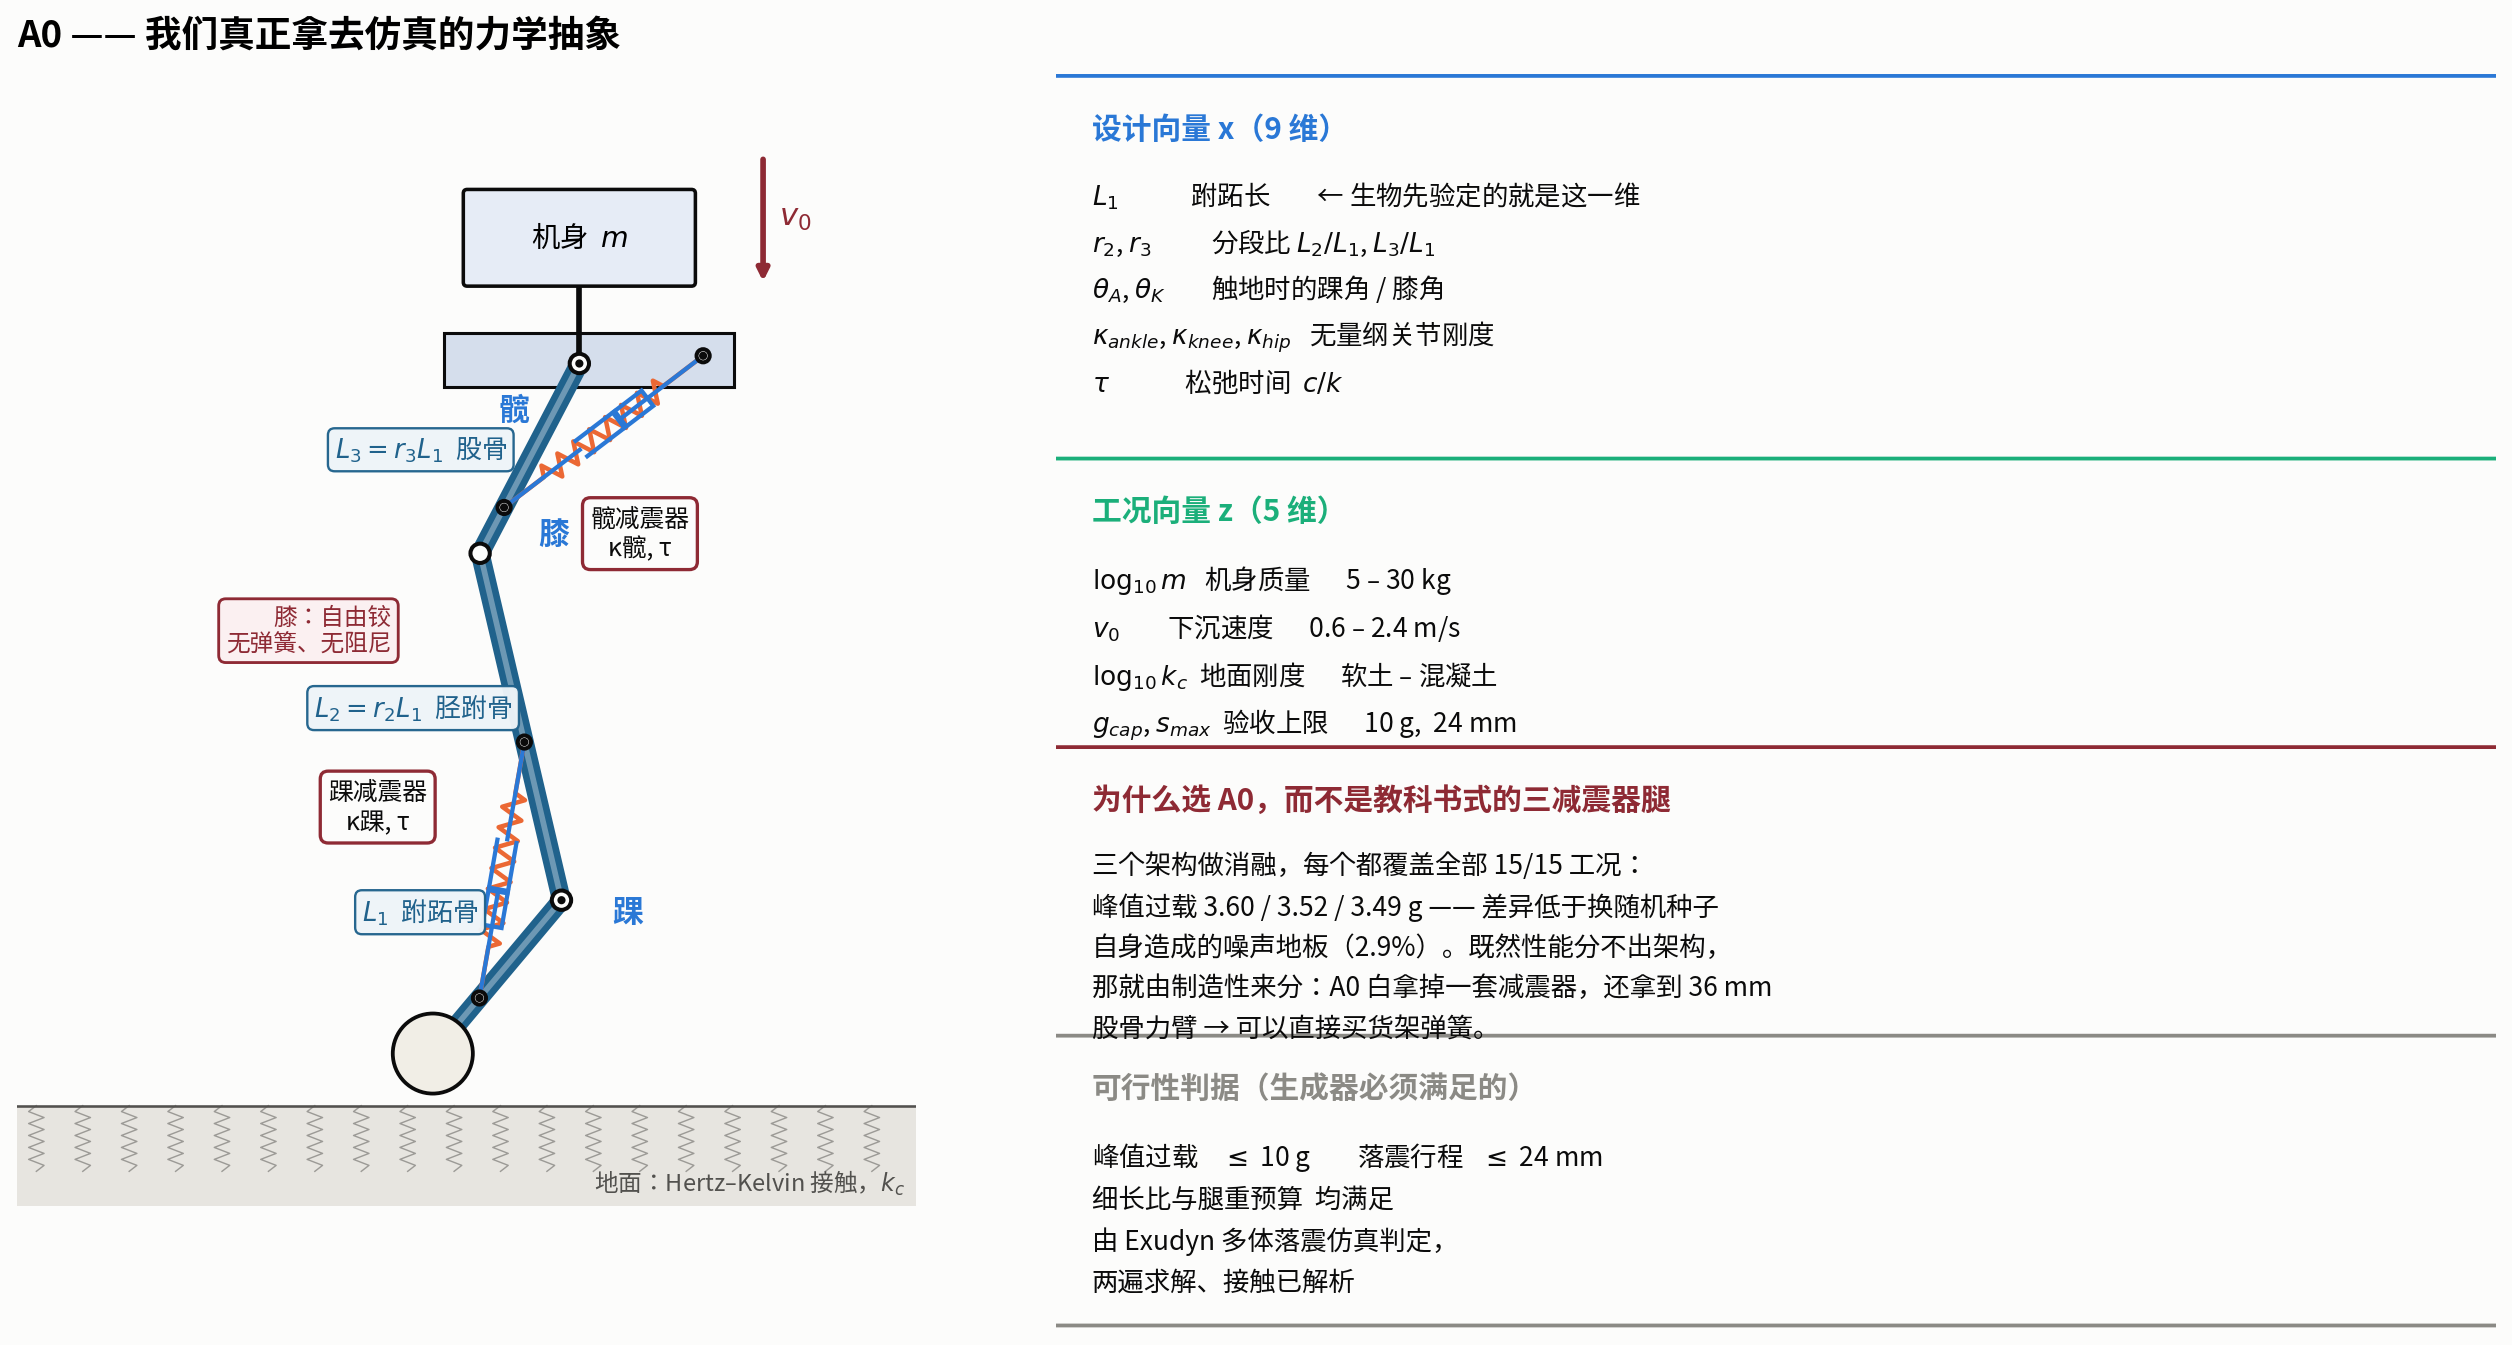 A0 —— 我们真正拿去仿真的力学抽象
机身 m
v0
髋
L3 = r3L1 股骨
髋减震器
κ髋, τ
膝
膝：自由铰
无弹簧、无阻尼
L2 = r2L1 胫跗骨
踝减震器
κ踝, τ
L1 跗跖骨
踝
地面：Hertz–Kelvin 接触，kc
设计向量 x（9 维）
L1 跗跖长 ← 生物先验定的就是这一维
r2, r3 分段比 L2/L1, L3/L1
θA, θK 触地时的踝角 / 膝角
κankle, κknee, κhip 无量纲关节刚度
τ 松弛时间 c/k
工况向量 z（5 维）
log10 m 机身质量 5 – 30 kg
v0 下沉速度 0.6 – 2.4 m/s
log10 kc 地面刚度 软土 – 混凝土
gcap, smax 验收上限 10 g, 24 mm
为什么选 A0，而不是教科书式的三减震器腿
三个架构做消融，每个都覆盖全部 15/15 工况：
峰值过载 3.60 / 3.52 / 3.49 g —— 差异低于换随机种子
自身造成的噪声地板（2.9%）。既然性能分不出架构，
那就由制造性来分：A0 白拿掉一套减震器，还拿到 36 mm
股骨力臂 → 可以直接买货架弹簧。
可行性判据（生成器必须满足的）
峰值过载 ≤ 10 g 落震行程 ≤ 24 mm
细长比与腿重预算 均满足
由 Exudyn 多体落震仿真判定，
两遍求解、接触已解析